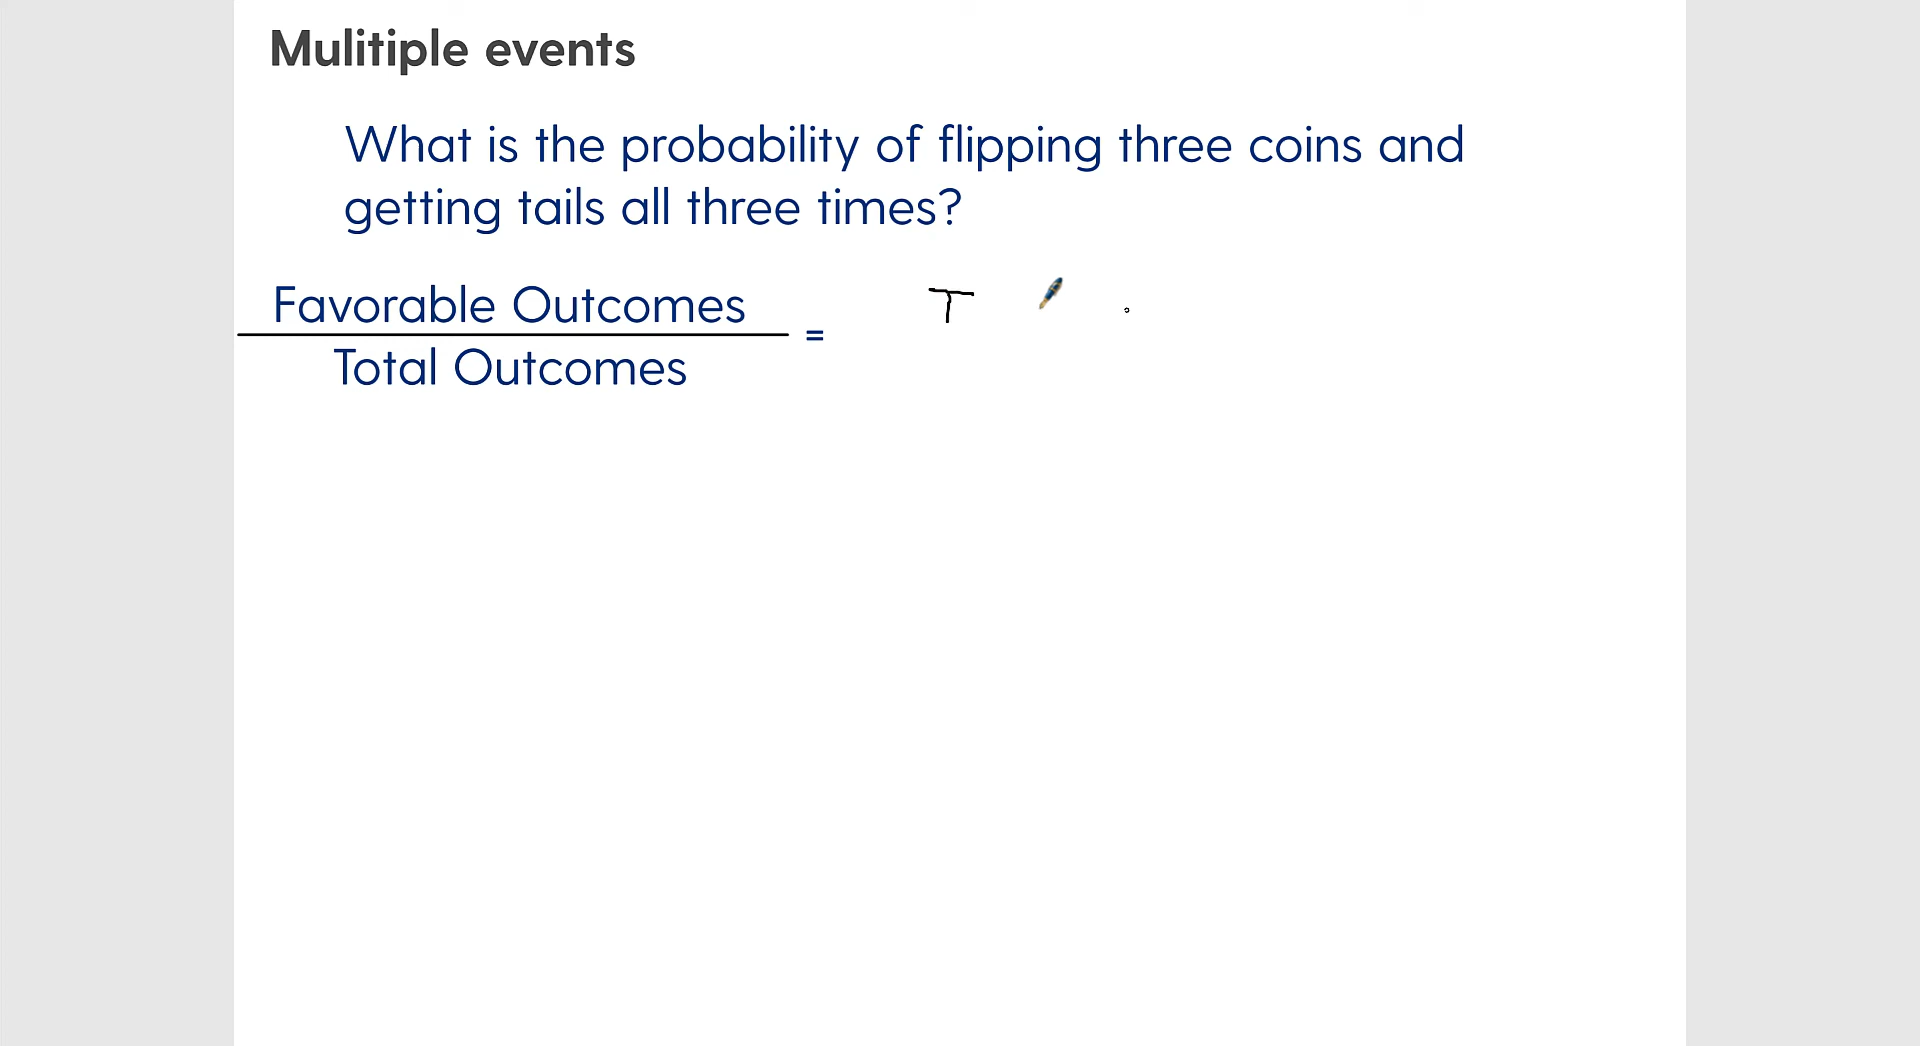 Mulitiple events
What is the probability of flipping three coins and
getting tails all three times?
Favorable Outcomes
= T
Total Outcomes